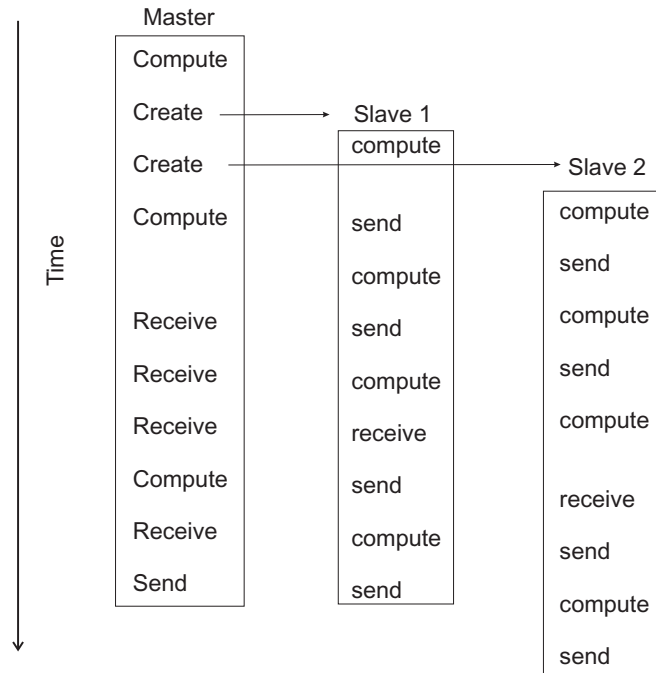 Time
Master
Compute
Create
Create
Compute
Receive
Receive
Receive
Compute
Receive
Send
Slave 1
compute
send
compute
send
compute
receive
send
compute
send
Slave 2
compute
send
compute
send
compute
receive
send
compute
send